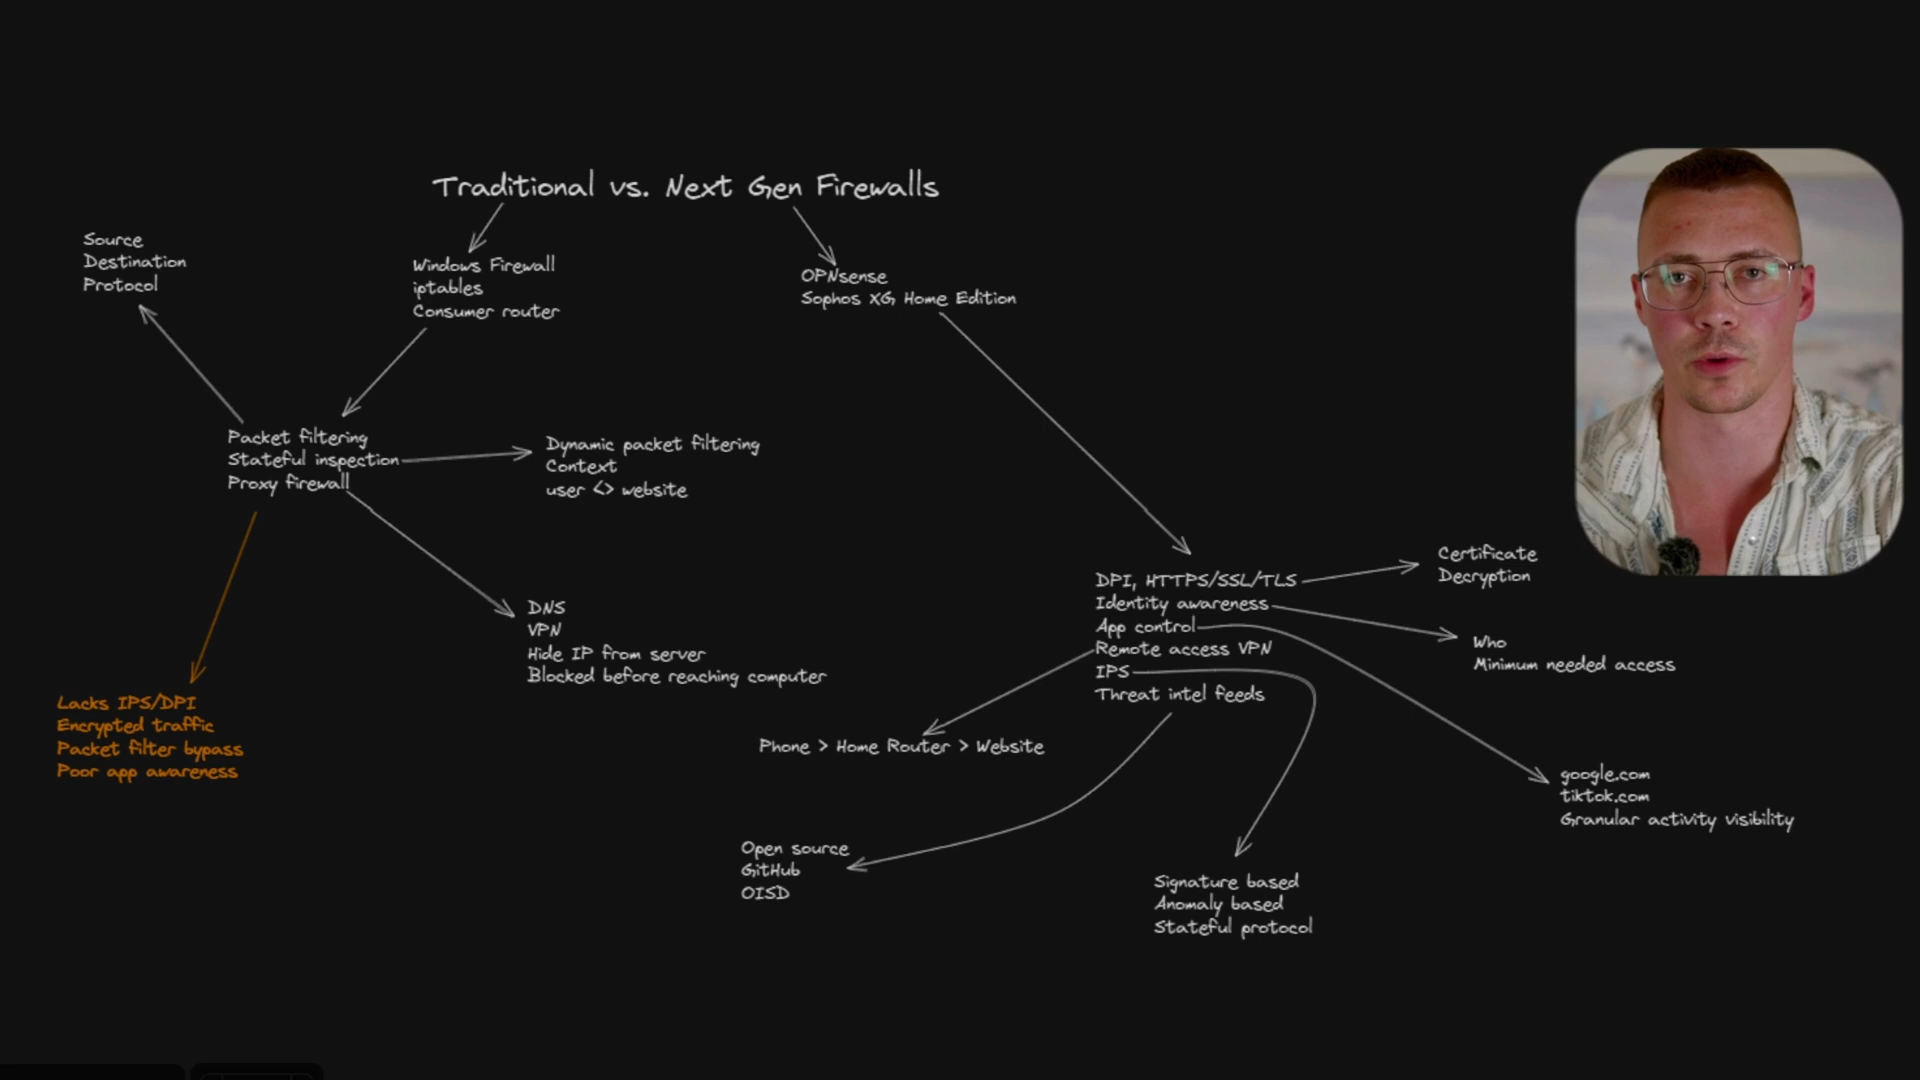 Traditional vs. Next Gen Firewalls
Source
Destination
Protocol
Windows Firewall
iptables
Consumer router
OPNsense
Sophos XG Home Edition
Packet filtering
Stateful inspection
Proxy firewall
Dynamic packet filtering
Context
user <> website
DNS
VPN
Hide IP from server
Blocked before reaching computer
Lacks IPS/DPI
Encrypted traffic
Packet filter bypass
Poor app awareness
DPI, HTTPS/SSL/TLS
Identity awareness
App control
Remote access VPN
IPS
Threat intel feeds
Certificate
Decryption
Who
Minimum needed access
Phone > Home Router > Website
google.com
tiktok.com
Granular activity visibility
Open source
GitHub
OISD
Signature based
Anomaly based
Stateful protocol